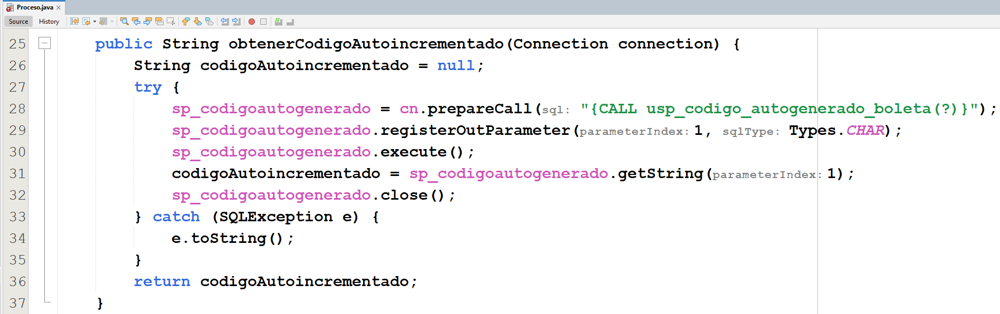 Proceso.java
Source History
25 public String obtenerCodigoAutoincrementado(Connection connection) {
26 String codigoAutoincrementado = null;
27 try {
28 sp_codigoautogenerado = cn.prepareCall(sql: "{CALL usp_codigo_autogenerado_boleta(?)}");
29 sp_codigoautogenerado.registerOutParameter(parameterIndex: 1, sqlType: Types.CHAR);
30 sp_codigoautogenerado.execute();
31 codigoAutoincrementado = sp_codigoautogenerado.getString(parameterIndex: 1);
32 sp_codigoautogenerado.close();
33 } catch (SQLException e) {
34 e.toString();
35 }
36 return codigoAutoincrementado;
37 }